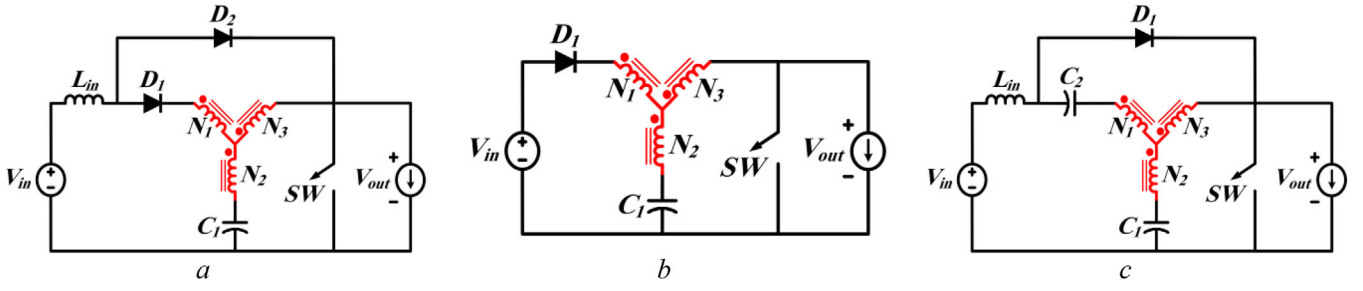 D2
Lin
D1
N1
N3
N2
Vin
+
-
SW
Vout
+
-
C1
a
D1
N1
N3
N2
Vin
+
-
SW
Vout
+
-
C1
b
D1
Lin
C2
N1
N3
N2
Vin
+
-
SW
Vout
+
-
C1
c